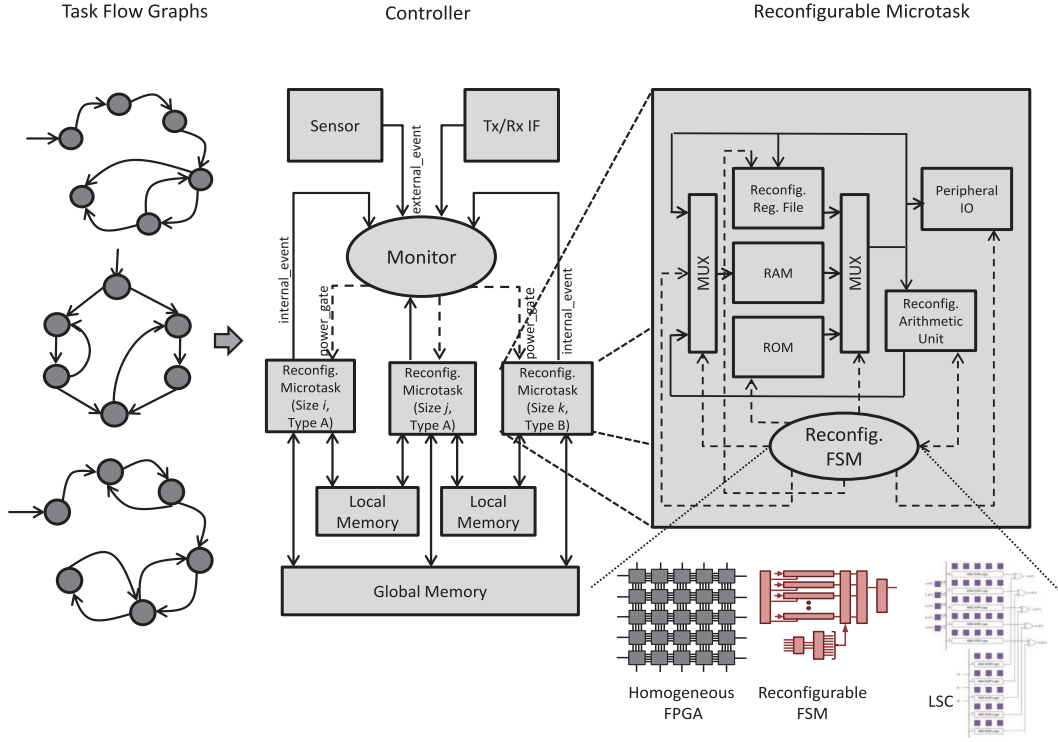 Task Flow Graphs
Controller
Reconfigurable Microtask
Sensor
Tx/Rx IF
external_event
internal_event
power_gate
Monitor
power_gate
internal_event
Reconfig.
Microtask
(Size i,
Type A)
Reconfig.
Microtask
(Size j,
Type A)
Reconfig.
Microtask
(Size k,
Type B)
Local
Memory
Local
Memory
Global Memory
MUX
Reconfig.
Reg. File
RAM
ROM
MUX
Peripheral
IO
Reconfig.
Arithmetic
Unit
Reconfig.
FSM
Homogeneous
FPGA
Reconfigurable
FSM
LSC